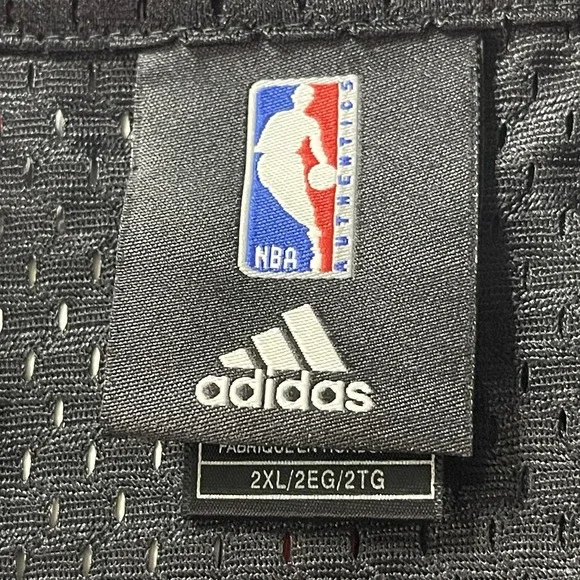 NBA
AUTHENTICS
adidas
2XL/2EG/2TG